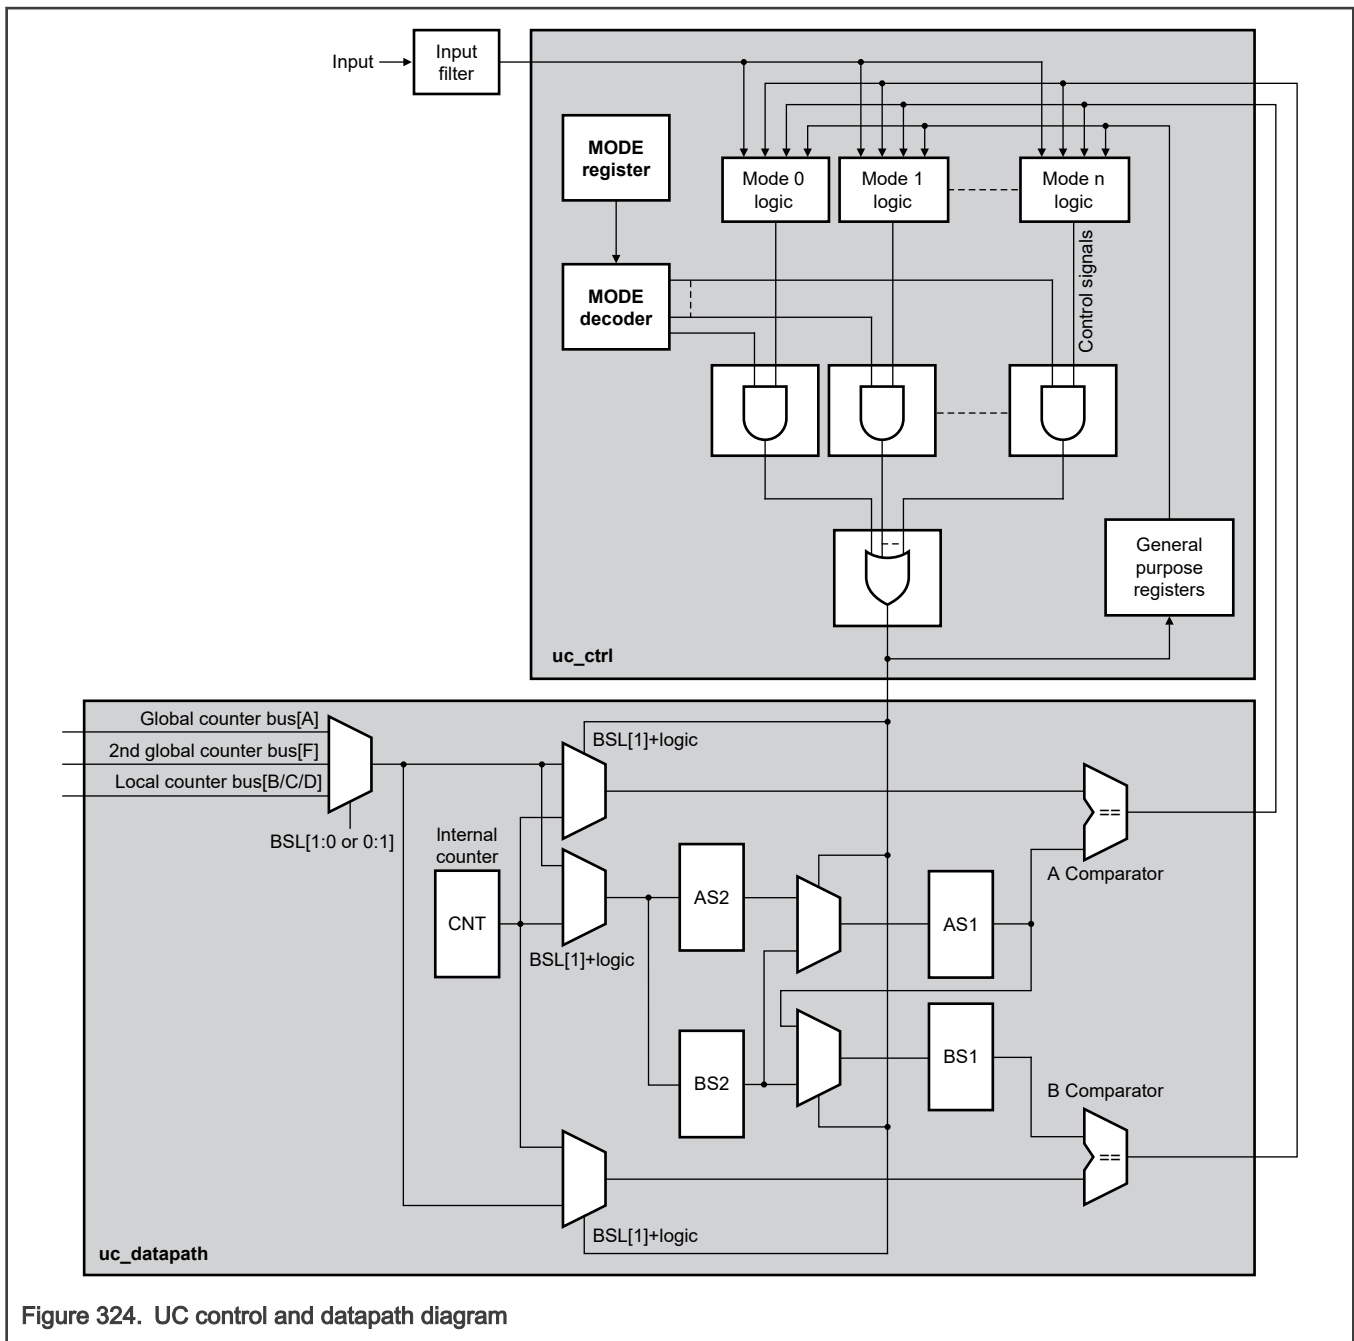 Input
Input
filter
MODE
register
Mode 0
logic
Mode 1
logic
Mode n
logic
Control signals
MODE
decoder
General
purpose
registers
uc_ctrl
Global counter bus[A]
2nd global counter bus[F]
Local counter bus[B/C/D]
BSL[1:0 or 0:1]
BSL[1]+logic
Internal
counter
CNT
BSL[1]+logic
AS2
AS1
==
A Comparator
BS2
BS1
B Comparator
==
BSL[1]+logic
uc_datapath
Figure 324. UC control and datapath diagram